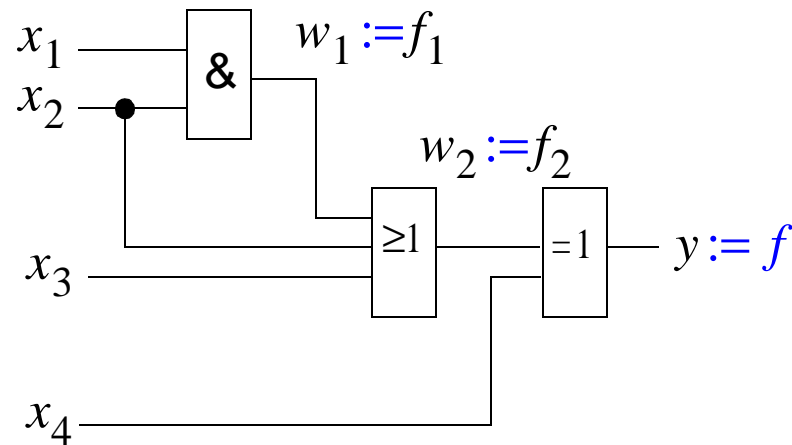 x₁
w₁ := f₁
&
x₂
w₂ := f₂
≥1
=1
y := f
x₃
x₄